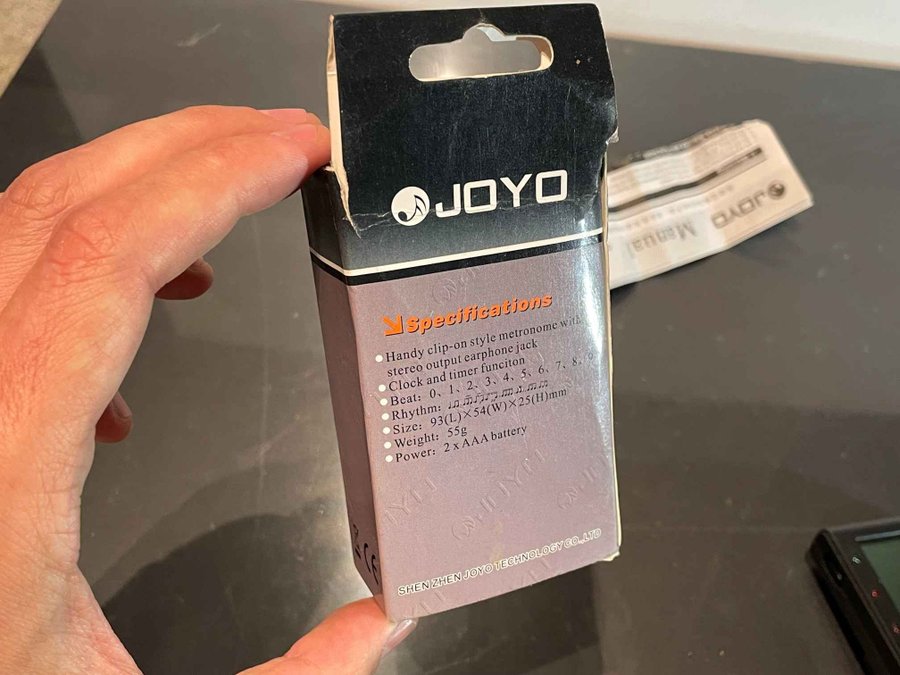 JOYO
Specifications
Handy clip-on style metronome with
stereo output earphone jack
Clock and timer funciton
Beat: 0、1、2、3、4、5、6、7、8、9
Rhythm:
Size: 93(L)×54(W)×25(H)mm
Weight: 55g
Power: 2 x AAA battery
SHEN ZHEN JOYO TECHNOLOGY CO.,LTD
CE
JOYO
Manual